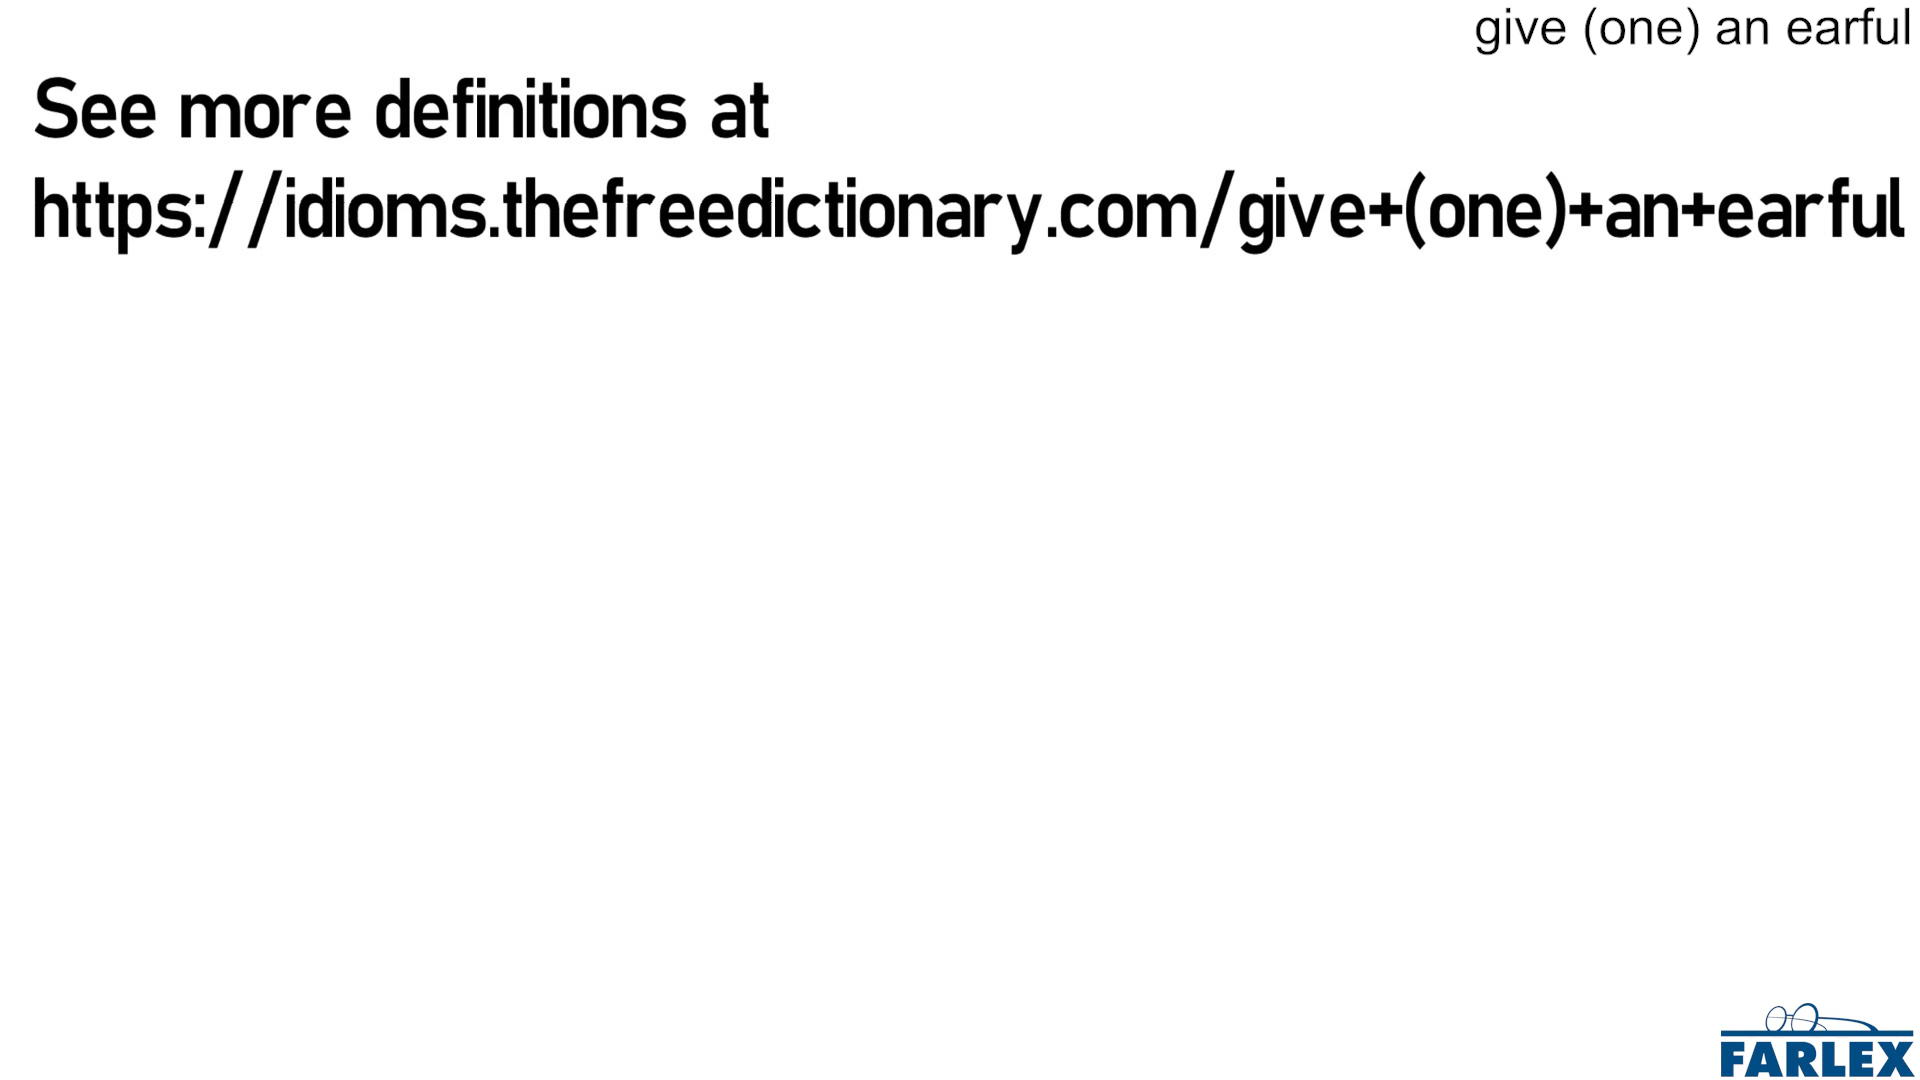 give (one) an earful
See more definitions at
https://idioms.thefreedictionary.com/give+(one)+an+earful
FARLEX